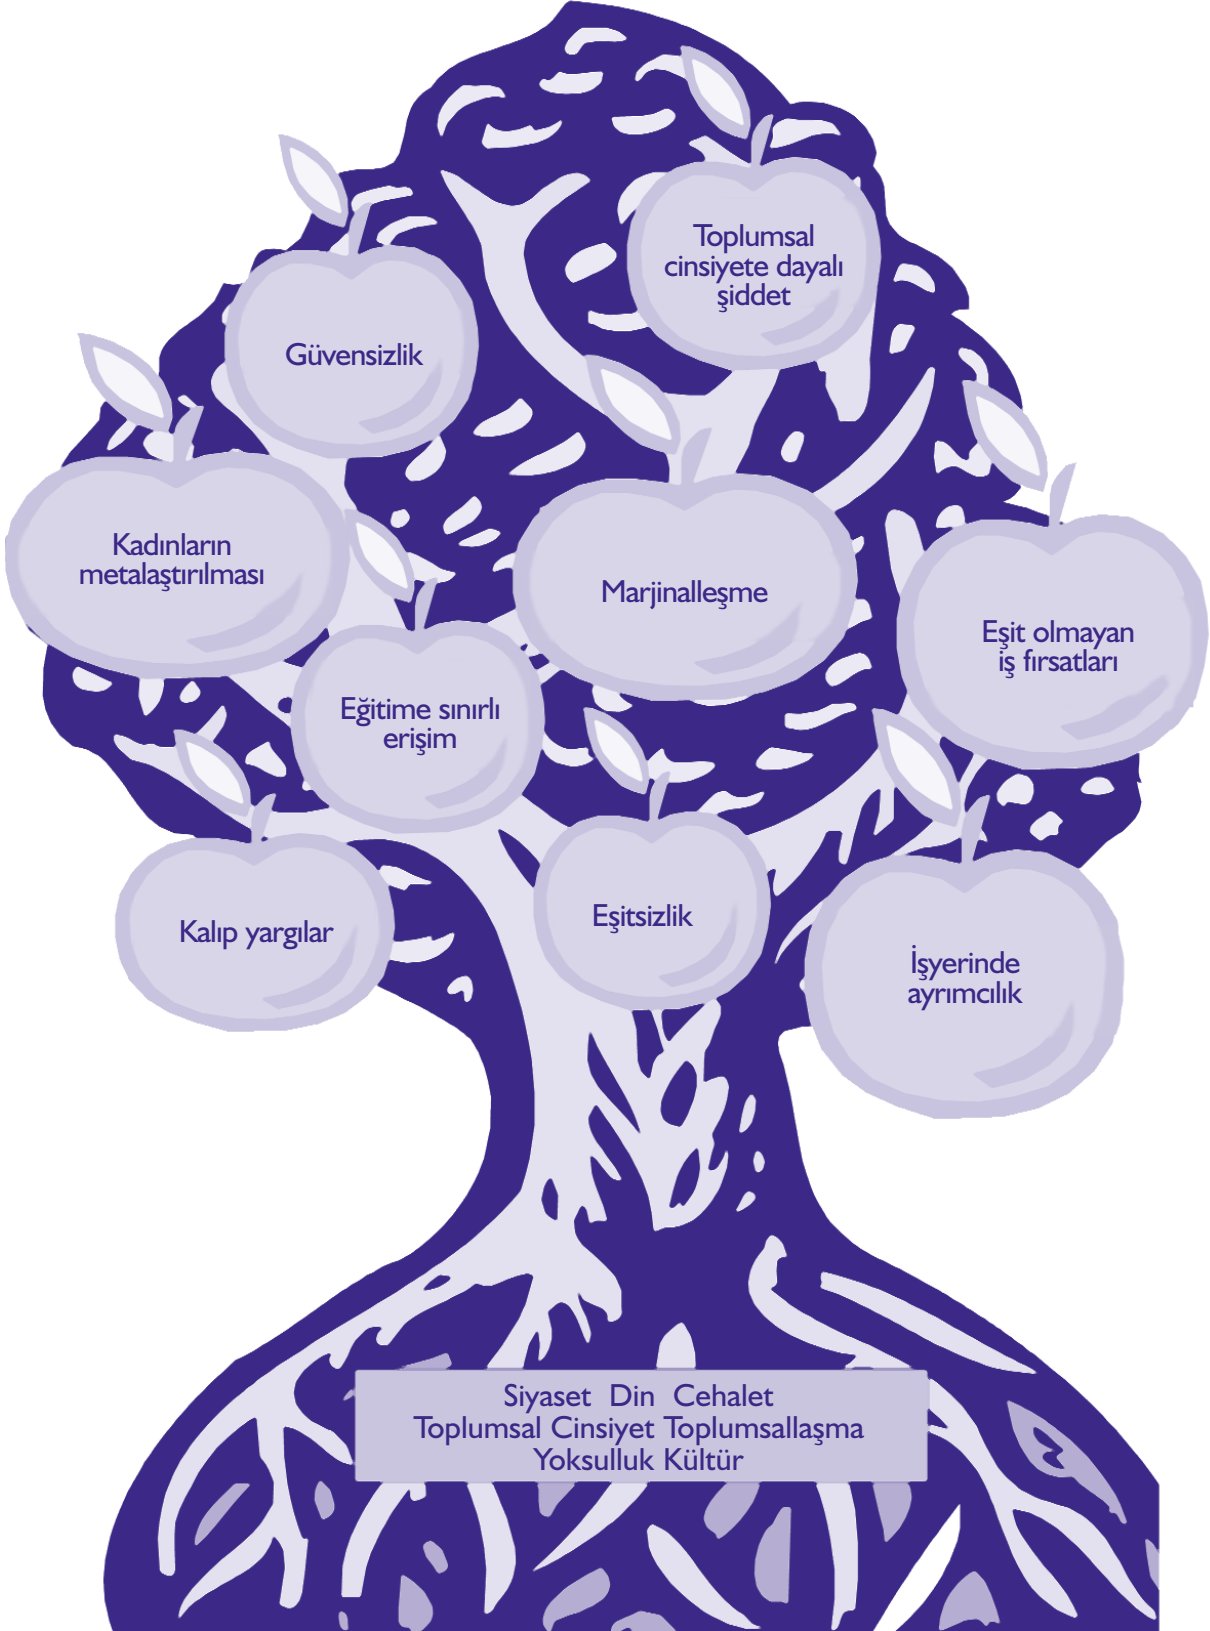 Toplumsal
cinsiyete dayalı
şiddet
Güvensizlik
Kadınların
metalaştırılması
Marjinalleşme
Eşit olmayan
iş fırsatları
Eğitime sınırlı
erişim
Kalıp yargılar
Eşitsizlik
İşyerinde
ayrımcılık
Siyaset Din Cehalet
Toplumsal Cinsiyet Toplumsallaşma
Yoksulluk Kültür